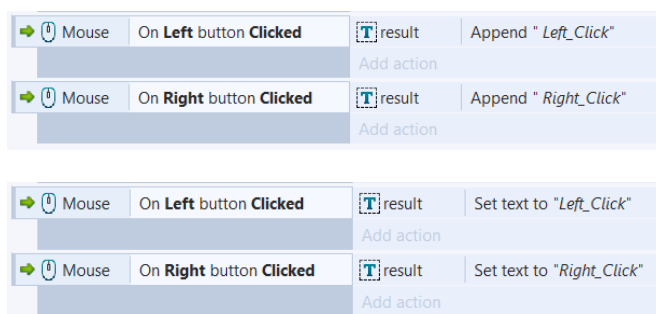 Mouse On Left button Clicked T result Append " Left_Click"
Add action
Mouse On Right button Clicked T result Append " Right_Click"
Add action
Mouse On Left button Clicked T result Set text to "Left_Click"
Add action
Mouse On Right button Clicked T result Set text to "Right_Click"
Add action